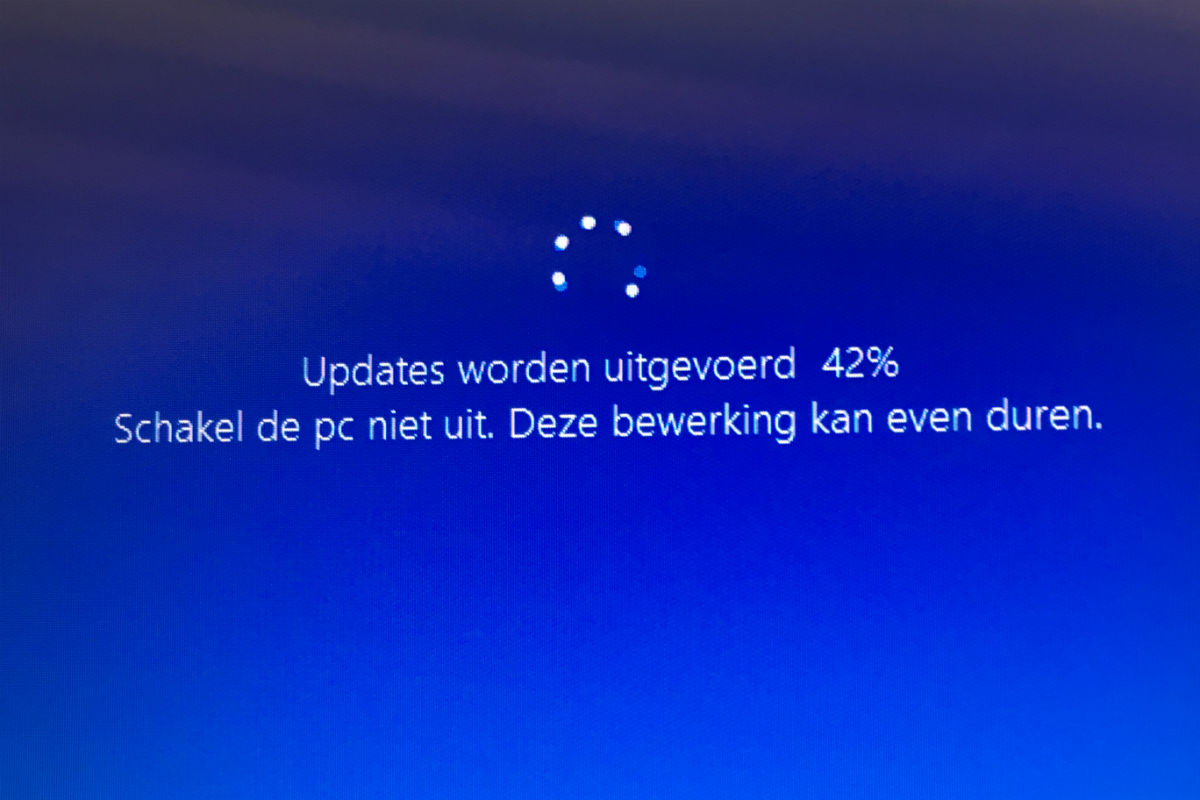 Updates worden uitgevoerd 42%
Schakel de pc niet uit. Deze bewerking kan even duren.